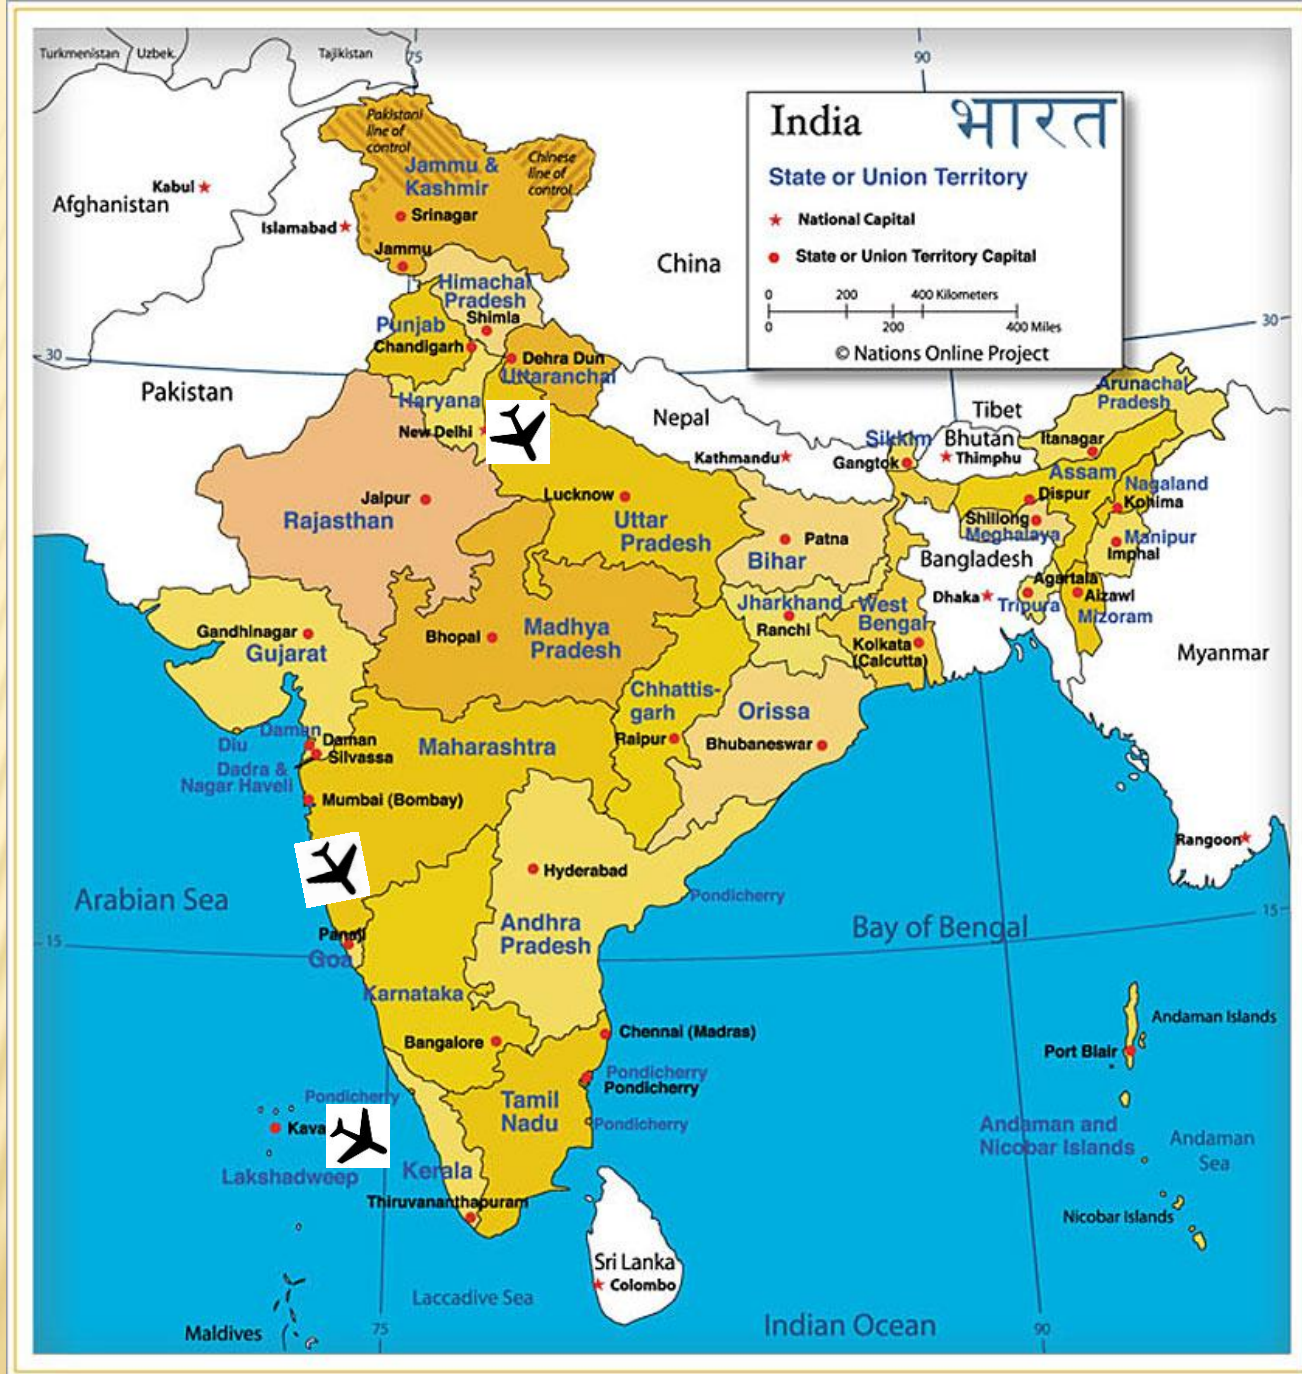 Turkmenistan
Uzbek.
Tajikistan
75
90
Pakistani
line of
control
Chinese
line of
control
Jammu &
Kashmir
Srinagar
Jammu
Kabul
Afghanistan
Islamabad
China
India
भारत
State or Union Territory
National Capital
State or Union Territory Capital
0 200 400 Kilometers
0 200 400 Miles
© Nations Online Project
30
30
Himachal
Pradesh
Shimla
Punjab
Chandigarh
Dehra Dun
Uttaranchal
Pakistan
Haryana
New Delhi
Nepal
Kathmandu
Tibet
Arunachal
Pradesh
Sikkim
Gangtok
Bhutan
Thimphu
Itanagar
Assam
Dispur
Nagaland
Kohima
Shillong
Meghalaya
Manipur
Imphal
Jaipur
Rajasthan
Lucknow
Uttar
Pradesh
Patna
Bihar
Bangladesh
Dhaka
Agartala
Tripura
Aizawl
Mizoram
Jharkhand
Ranchi
West
Bengal
Kolkata
(Calcutta)
Gandhinagar
Gujarat
Bhopal
Madhya
Pradesh
Myanmar
Chhattis-
garh
Raipur
Orissa
Bhubaneswar
Daman
Diu
Daman
Silvassa
Dadra &
Nagar Haveli
Maharashtra
Mumbai (Bombay)
Rangoon
Hyderabad
Arabian Sea
Andhra
Pradesh
Pondicherry
Bay of Bengal
15
15
Panaji
Goa
Karnataka
Bangalore
Chennai (Madras)
Andaman Islands
Port Blair
Pondicherry
Pondicherry
Pondicherry
Tamil
Nadu
Pondicherry
Kava
Lakshadweep
Kerala
Thiruvananthapuram
Andaman and
Nicobar Islands
Andaman
Sea
Nicobar Islands
Sri Lanka
Colombo
Laccadive Sea
Indian Ocean
Maldives
75
90